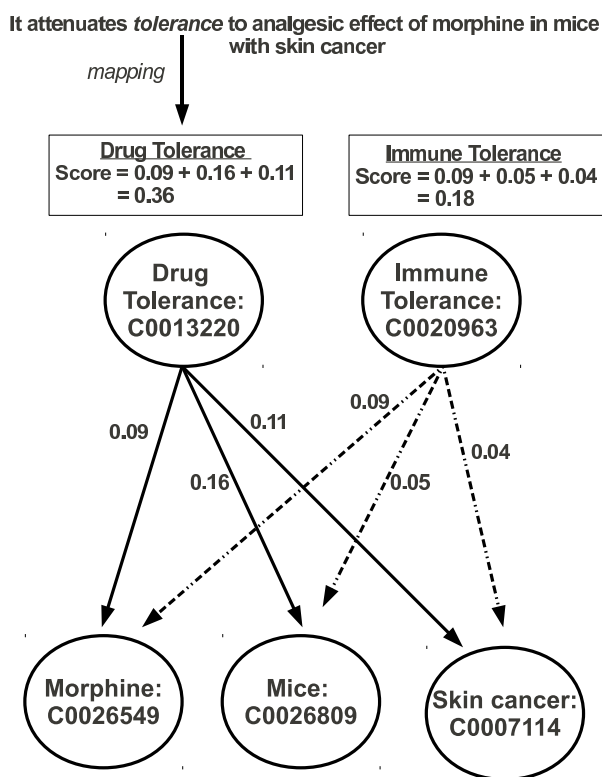 It attenuates tolerance to analgesic effect of morphine in mice
with skin cancer
mapping
Drug Tolerance
Score = 0.09 + 0.16 + 0.11
= 0.36
Immune Tolerance
Score = 0.09 + 0.05 + 0.04
= 0.18
Drug
Tolerance:
C0013220
Immune
Tolerance:
C0020963
0.09
0.16
0.11
0.09
0.05
0.04
Morphine:
C0026549
Mice:
C0026809
Skin cancer:
C0007114